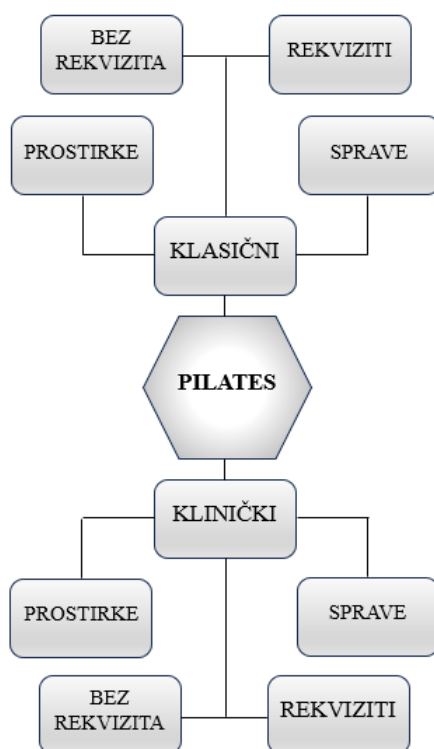 BEZ
REKVIZITA
REKVIZITI
PROSTIRKE
SPRAVE
KLASIČNI
PILATES
KLINIČKI
PROSTIRKE
SPRAVE
BEZ
REKVIZITA
REKVIZITI